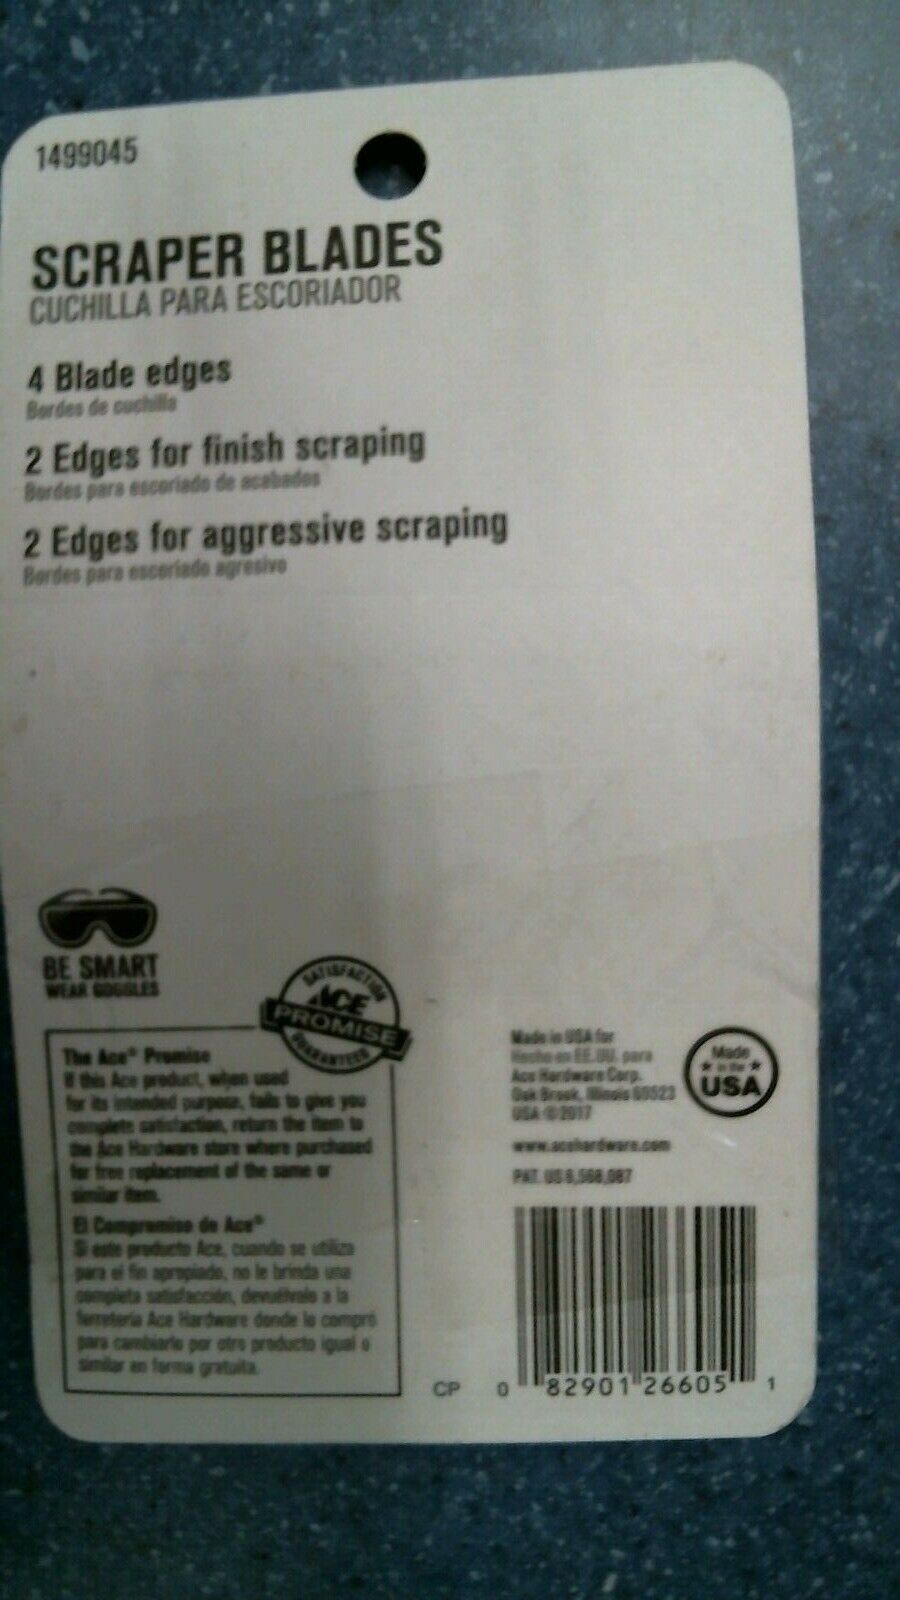 1499045
SCRAPER BLADES
CUCHILLA PARA ESCORIADOR
4 Blade edges
Bordes de cuchilla
2 Edges for finish scraping
Bordes para escoriado de acabados
2 Edges for aggressive scraping
Bordes para escoriado agresivo
BE SMART
WEAR GOGGLES
SATISFACTION
ACE
PROMISE
GUARANTEED
The Ace® Promise
If this Ace product, when used
for its intended purpose, fails to give you
complete satisfaction, return the item to
the Ace Hardware store where purchased
for free replacement of the same or
similar item.
El Compromiso de Ace®
Si este producto Ace, cuando se utiliza
para el fin apropiado, no le brinda una
completa satisfacción, devuélvalo a la
ferretería Ace Hardware donde lo compró
para cambiarlo por otro producto igual o
similar en forma gratuita.
Made in USA for
Hecho en EE.UU. para
Ace Hardware Corp.
Oak Brook, Illinois 60523
USA ©2017
www.acehardware.com
PAT. US 8,568,087
Made
in the
USA
CP 0 82901 26605 1